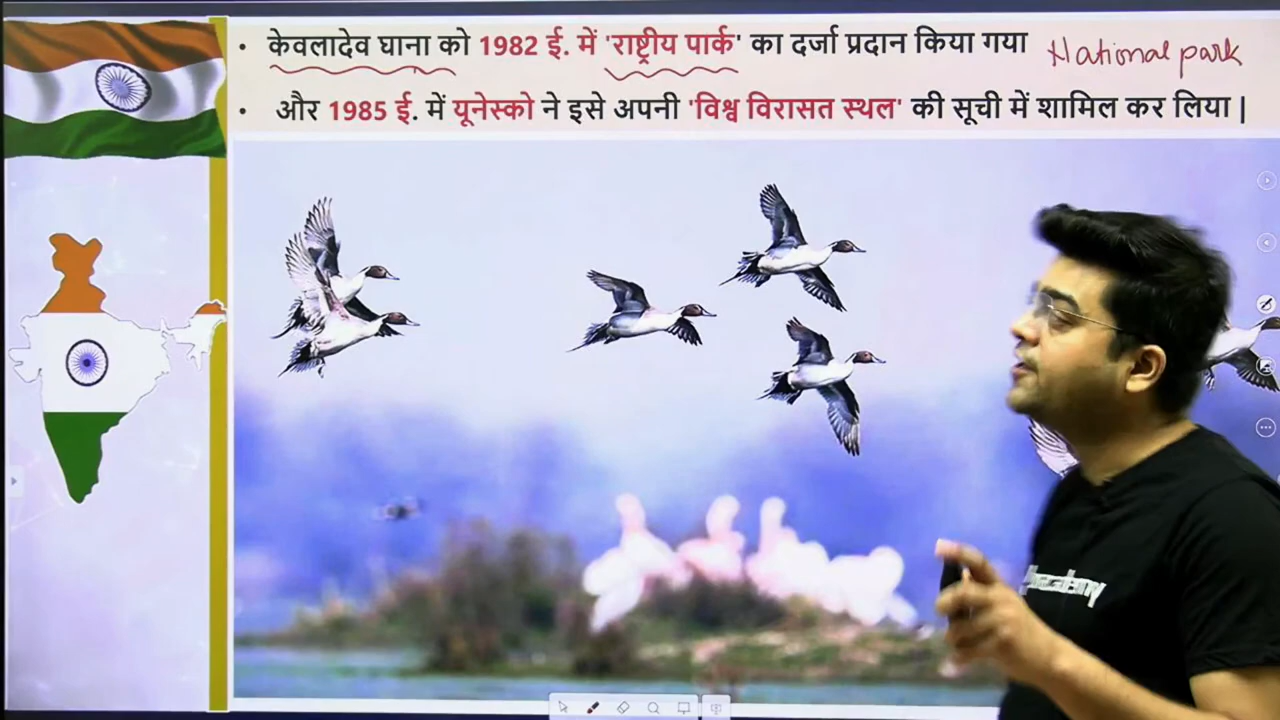 • केवलादेव घाना को 1982 ई. में 'राष्ट्रीय पार्क' का दर्जा प्रदान किया गया National park
• और 1985 ई. में यूनेस्को ने इसे अपनी 'विश्व विरासत स्थल' की सूची में शामिल कर लिया |